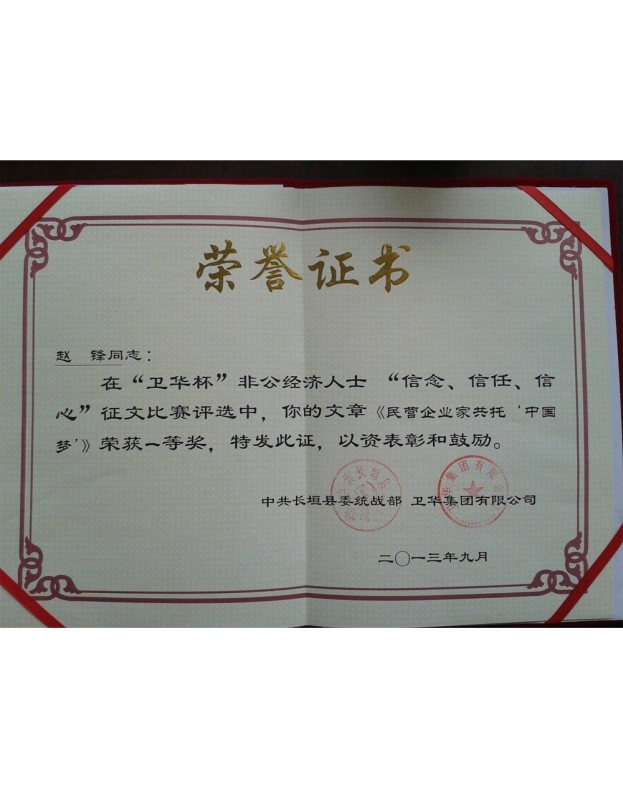 荣誉证书
赵 锋同志：
在“卫华杯”非公经济人士 “信念、信任、信
心”征文比赛评选中，你的文章《民营企业家共托‘中国
梦’》荣获一等奖，特发此证，以资表彰和鼓励。
中共长垣县委统战部 卫华集团有限公司
二〇一三年九月